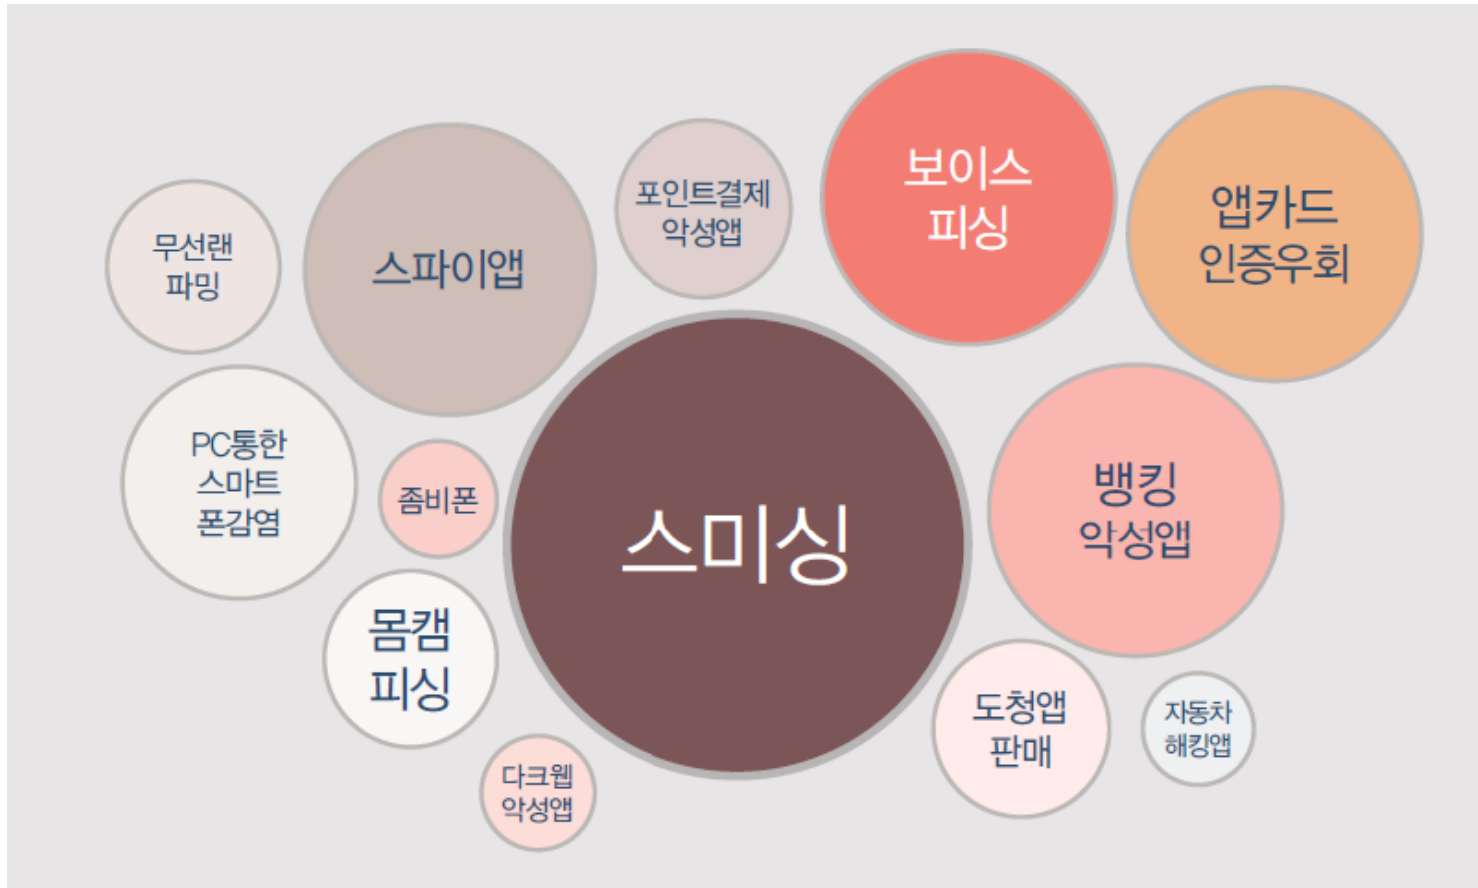 무선랜
파밍
스파이앱
포인트결제
악성앱
보이스
피싱
앱카드
인증우회
PC통한
스마트
폰감염
좀비폰
스미싱
뱅킹
악성앱
몸캠
피싱
도청앱
판매
자동차
해킹앱
다크웹
악성앱